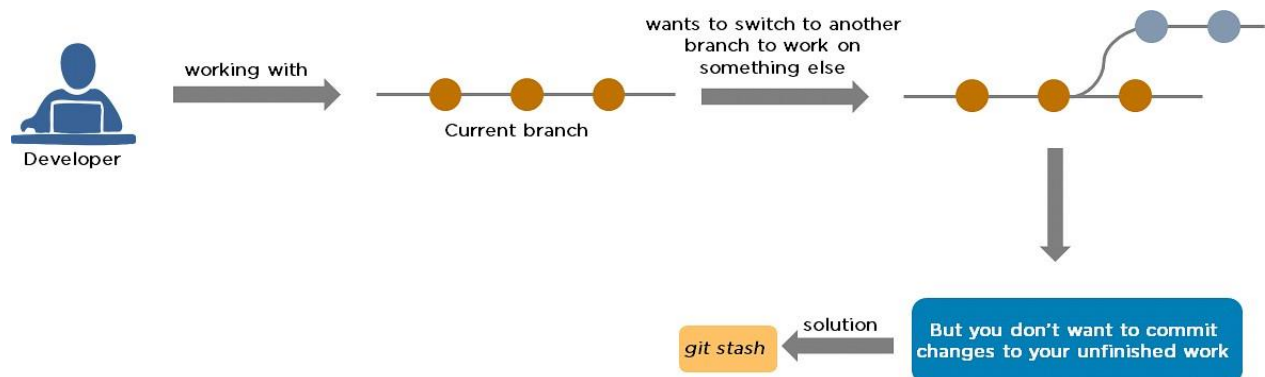 Developer
working with
Current branch
wants to switch to another
branch to work on
something else
But you don't want to commit
changes to your unfinished work
solution
git stash